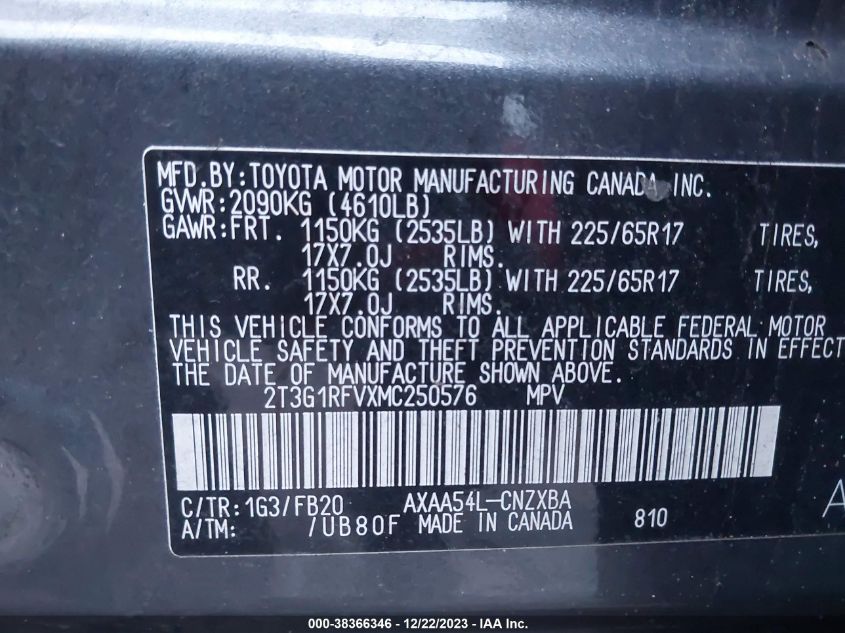 MFD.BY:TOYOTA MOTOR MANUFACTURING CANADA, INC.
GVWR:2090KG (4610LB)
GAWR:FRT. 1150KG (2535LB) WITH 225/65R17 TIRES,
17X7.0J RIMS.
RR. 1150KG (2535LB) WITH 225/65R17 TIRES,
17X7.0J RIMS.
THIS VEHICLE CONFORMS TO ALL APPLICABLE FEDERAL MOTOR
VEHICLE SAFETY AND THEFT PREVENTION STANDARDS IN EFFECT
THE DATE OF MANUFACTURE SHOWN ABOVE.
2T3G1RFVXMC250576 MPV
C/TR:1G3/FB20 AXAA54L-CNZXBA
A/TM: /UB80F MADE IN CANADA 810
A
000-38366346 - 12/22/2023 - IAA Inc.